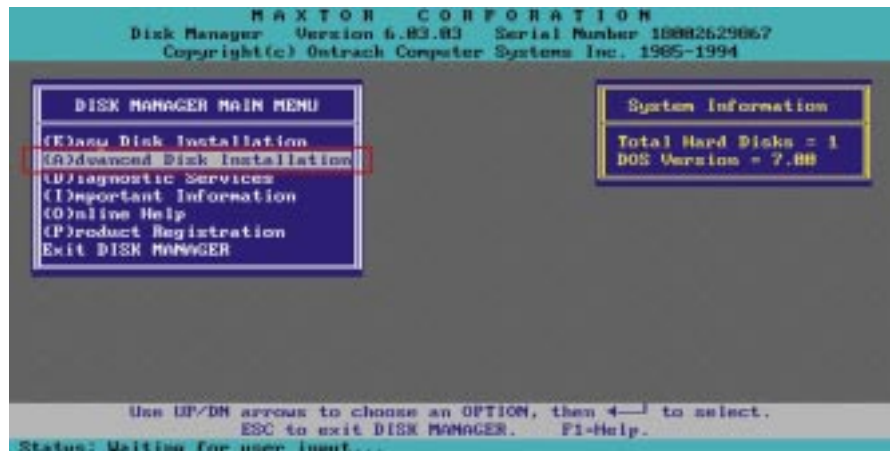 MAXTOR CORPORATION
Disk Manager Version 6.03.03 Serial Number 18002629067
Copyright(c) Ontrack Computer Systems Inc. 1985-1994
DISK MANAGER MAIN MENU
(E)asy Disk Installation
(A)dvanced Disk Installation
(D)iagnostic Services
(I)mportant Information
(O)nline Help
(P)roduct Registration
Exit DISK MANAGER
System Information
Total Hard Disks = 1
DOS Version = 7.00
Use UP/DN arrows to choose an OPTION, then ◄─┘ to select.
ESC to exit DISK MANAGER. F1-Help.
Status: Waiting for user input...